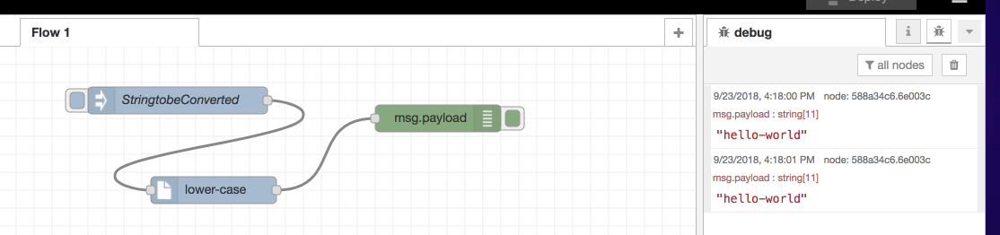 Deploy
Flow 1
debug
all nodes
StringtobeConverted
msg.payload
lower-case
9/23/2018, 4:18:00 PM node: 588a34c6.6e003c
msg.payload : string[11]
"hello-world"
9/23/2018, 4:18:01 PM node: 588a34c6.6e003c
msg.payload : string[11]
"hello-world"